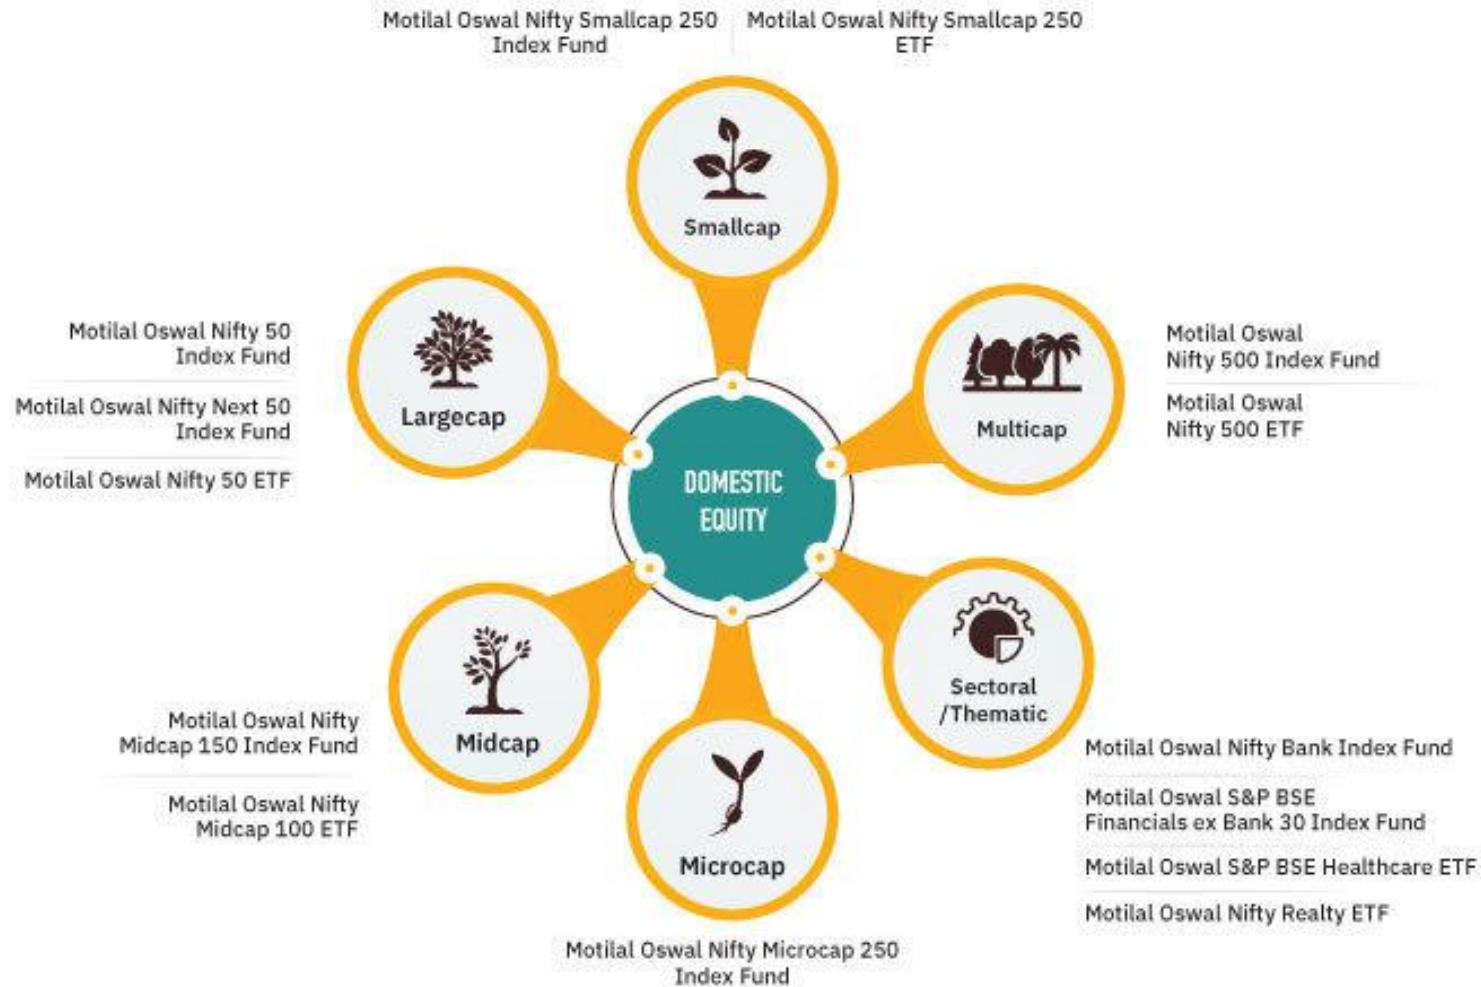 Motilal Oswal Nifty Smallcap 250
Index Fund
Motilal Oswal Nifty Smallcap 250
ETF
Smallcap
Largecap
Motilal Oswal Nifty 50
Index Fund
Motilal Oswal Nifty Next 50
Index Fund
Motilal Oswal Nifty 50 ETF
Multicap
Motilal Oswal
Nifty 500 Index Fund
Motilal Oswal
Nifty 500 ETF
DOMESTIC
EQUITY
Midcap
Motilal Oswal Nifty
Midcap 150 Index Fund
Motilal Oswal Nifty
Midcap 100 ETF
Sectoral
/Thematic
Motilal Oswal Nifty Bank Index Fund
Motilal Oswal S&P BSE
Financials ex Bank 30 Index Fund
Motilal Oswal S&P BSE Healthcare ETF
Motilal Oswal Nifty Realty ETF
Microcap
Motilal Oswal Nifty Microcap 250
Index Fund